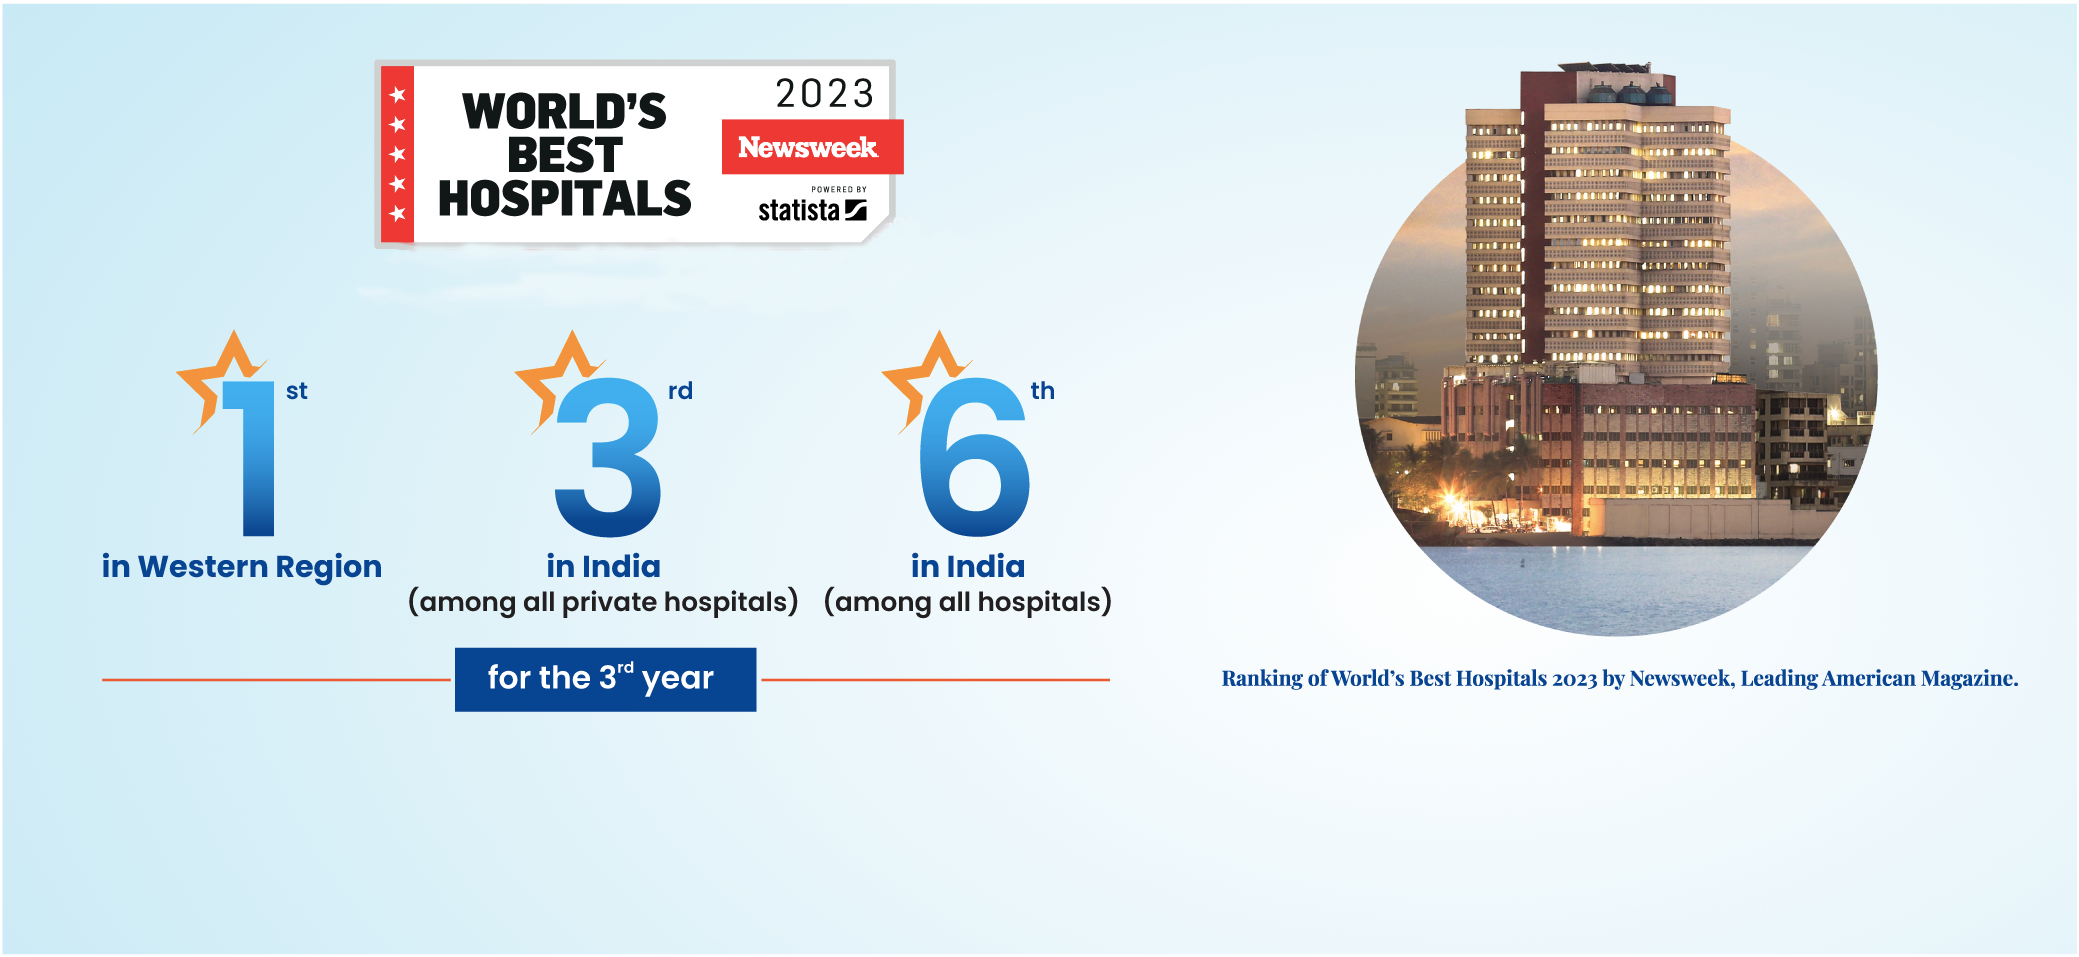 WORLD'S
BEST
HOSPITALS
2023
Newsweek
POWERED BY
statista
1st
in Western Region
3rd
in India
(among all private hospitals)
6th
in India
(among all hospitals)
for the 3rd year
Ranking of World's Best Hospitals 2023 by Newsweek, Leading American Magazine.